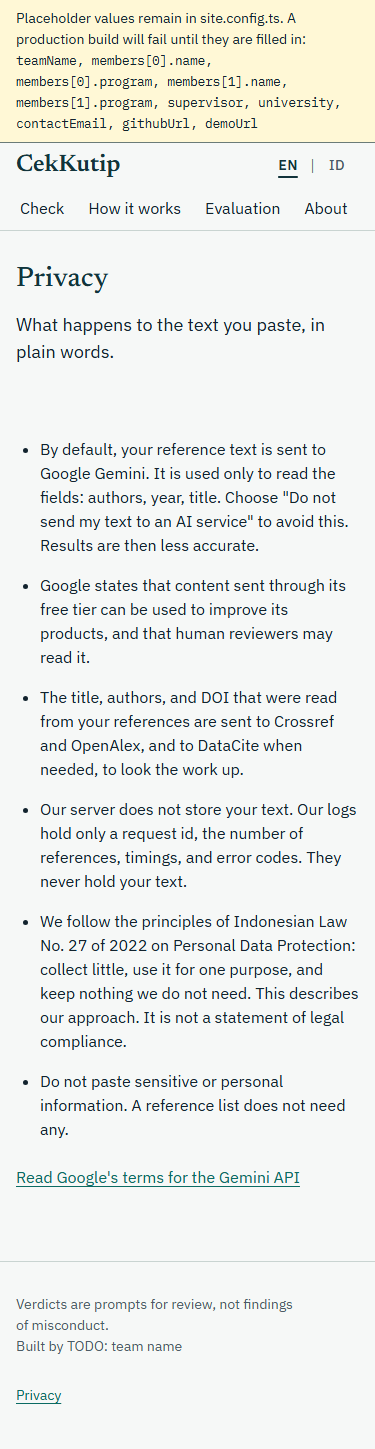 Placeholder values remain in site.config.ts. A
production build will fail until they are filled in:
teamName, members[0].name,
members[0].program, members[1].name,
members[1].program, supervisor, university,
contactEmail, githubUrl, demoUrl
CekKutip
EN | ID
Check How it works Evaluation About
Privacy
What happens to the text you paste, in
plain words.
• By default, your reference text is sent to
Google Gemini. It is used only to read the
fields: authors, year, title. Choose "Do not
send my text to an AI service" to avoid this.
Results are then less accurate.
• Google states that content sent through its
free tier can be used to improve its
products, and that human reviewers may
read it.
• The title, authors, and DOI that were read
from your references are sent to Crossref
and OpenAlex, and to DataCite when
needed, to look the work up.
• Our server does not store your text. Our logs
hold only a request id, the number of
references, timings, and error codes. They
never hold your text.
• We follow the principles of Indonesian Law
No. 27 of 2022 on Personal Data Protection:
collect little, use it for one purpose, and
keep nothing we do not need. This describes
our approach. It is not a statement of legal
compliance.
• Do not paste sensitive or personal
information. A reference list does not need
any.
Read Google's terms for the Gemini API
Verdicts are prompts for review, not findings
of misconduct.
Built by TODO: team name
Privacy